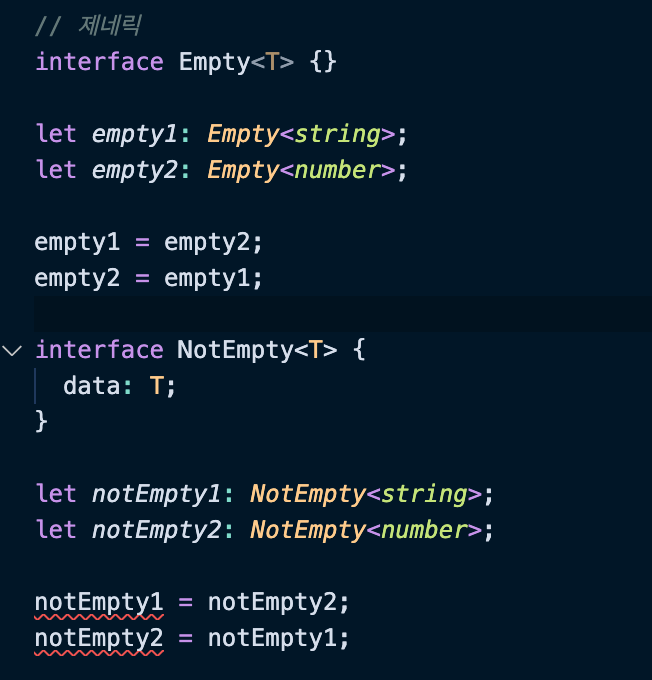 // 제네릭
interface Empty<T> {}
let empty1: Empty<string>;
let empty2: Empty<number>;
empty1 = empty2;
empty2 = empty1;
interface NotEmpty<T> {
data: T;
}
let notEmpty1: NotEmpty<string>;
let notEmpty2: NotEmpty<number>;
notEmpty1 = notEmpty2;
notEmpty2 = notEmpty1;